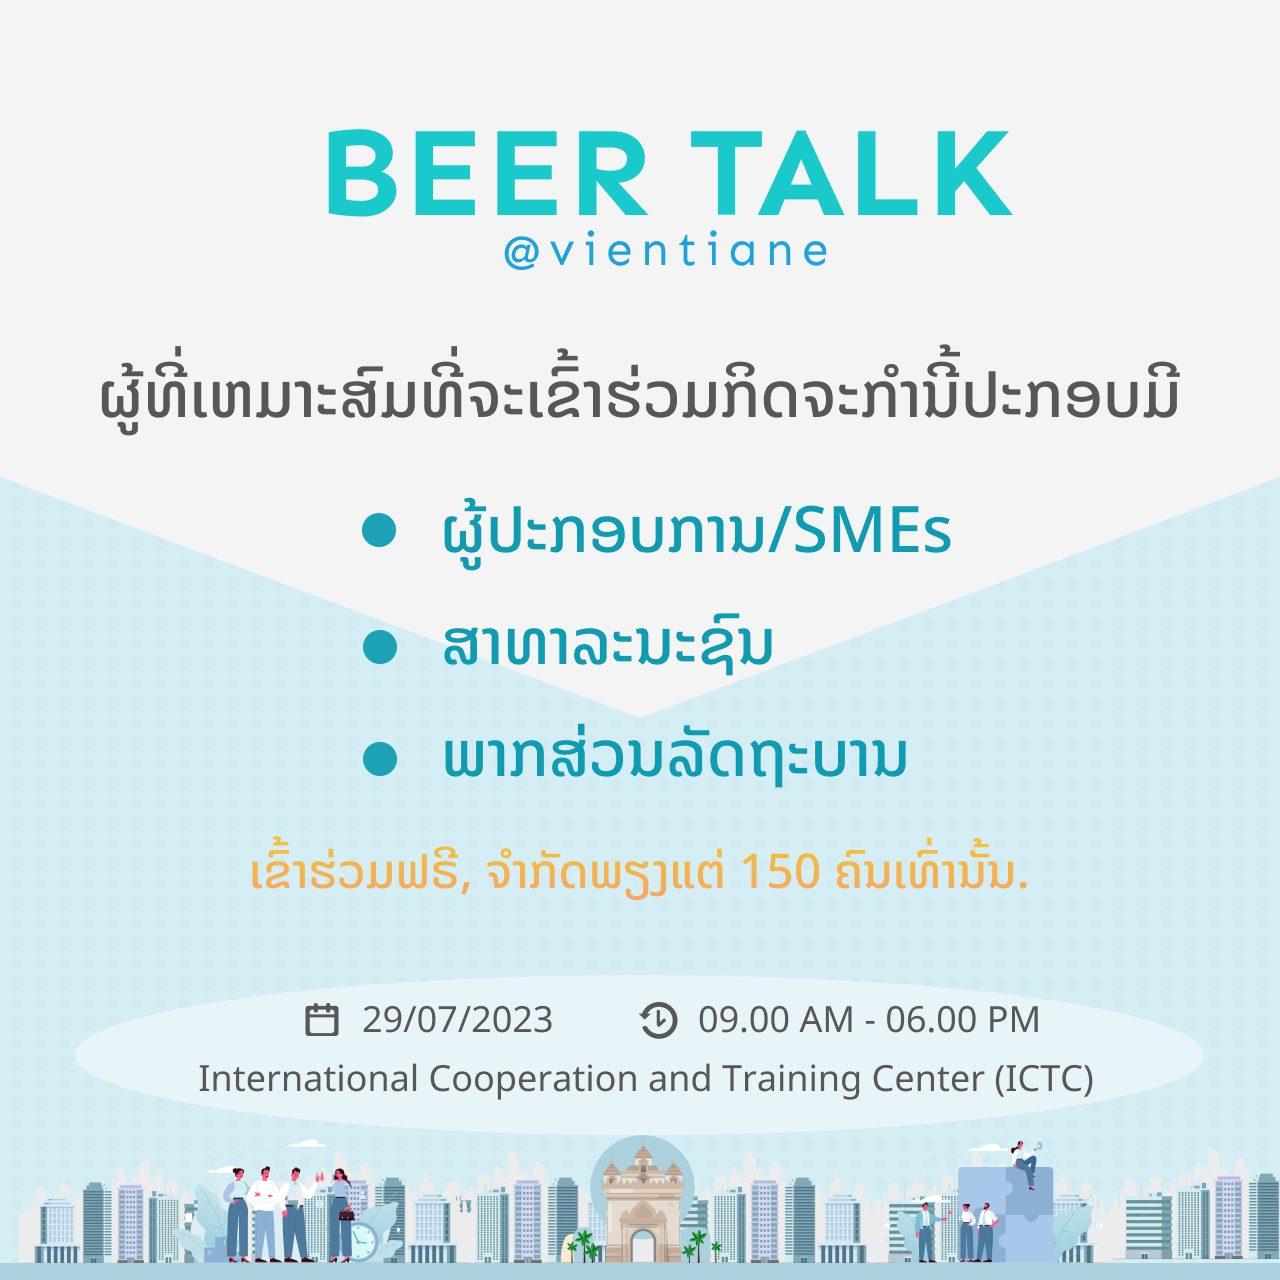 BEER TALK
@vientiane
ຜູ້ທີ່ເຫມາະສົມທີ່ຈະເຂົ້າຮ່ວມກິດຈະກຳນີ້ປະກອບມີ
ຜູ້ປະກອບການ/SMEs
ສາທາລະນະຊົນ
ພາກສ່ວນລັດຖະບານ
ເຂົ້າຮ່ວມຟຣີ, ຈຳກັດພຽງແຕ່ 150 ຄົນເທົ່ານັ້ນ.
29/07/2023 09.00 AM - 06.00 PM
International Cooperation and Training Center (ICTC)